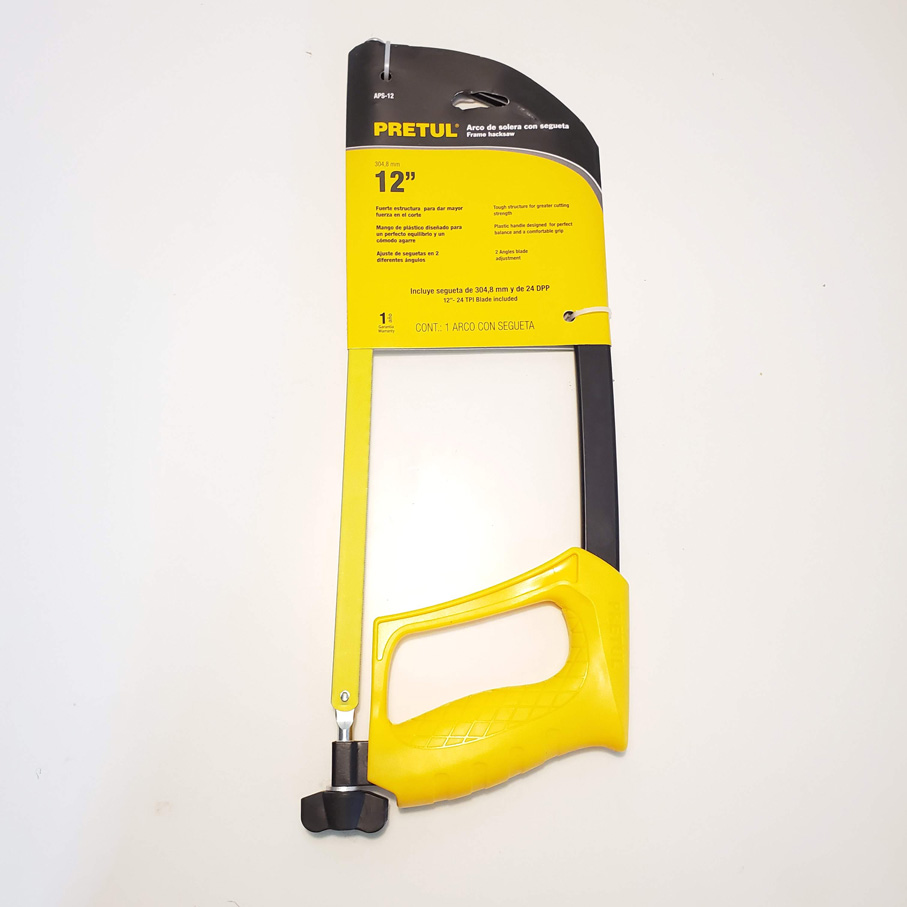 APS-12
PRETUL®
Arco de solera con segueta
Frame hacksaw
304,8 mm
12”
Fuerte estructura para dar mayor
fuerza en el corte
Mango de plástico diseñado para
un perfecto equilibrio y un
cómodo agarre
Ajuste de seguetas en 2
diferentes ángulos
Tough structure for greater cutting
strength
Plastic handle designed for perfect
balance and a comfortable grip
2 Angles blade
adjustment
Incluye segueta de 304,8 mm y de 24 DPP
12”- 24 TPI Blade included
1 año
Garantía
Warranty
CONT.: 1 ARCO CON SEGUETA